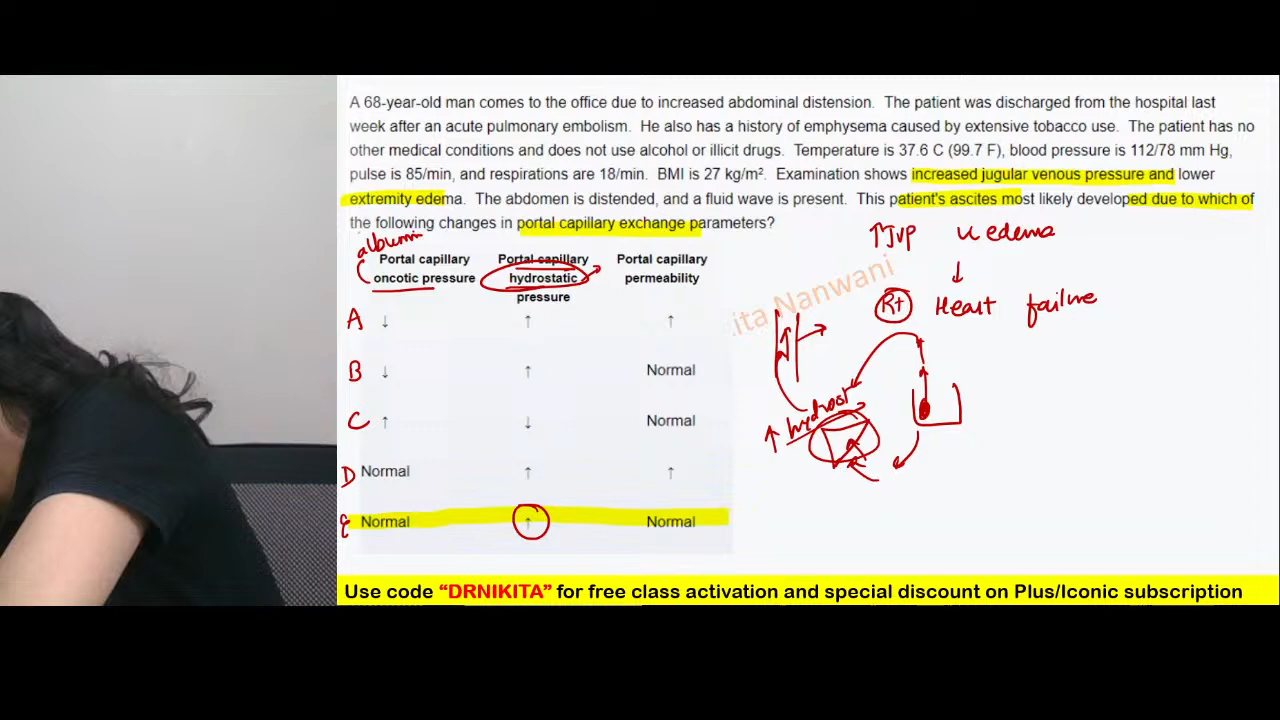 A 68-year-old man comes to the office due to increased abdominal distension. The patient was discharged from the hospital last
week after an acute pulmonary embolism. He also has a history of emphysema caused by extensive tobacco use. The patient has no
other medical conditions and does not use alcohol or illicit drugs. Temperature is 37.6 C (99.7 F), blood pressure is 112/78 mm Hg,
pulse is 85/min, and respirations are 18/min. BMI is 27 kg/m². Examination shows increased jugular venous pressure and lower
extremity edema. The abdomen is distended, and a fluid wave is present. This patient's ascites most likely developed due to which of
the following changes in portal capillary exchange parameters?
albumin
Portal capillary oncotic pressure
Portal capillary hydrostatic pressure
Portal capillary permeability
A ↓ ↑ ↑
B ↓ ↑ Normal
C ↑ ↓ Normal
D Normal ↑ ↑
E Normal ↑ Normal
↑JVP edema
↓
Rt Heart failure
↑ hydrost
ita Nanwani
Use code “DRNIKITA” for free class activation and special discount on Plus/Iconic subscription